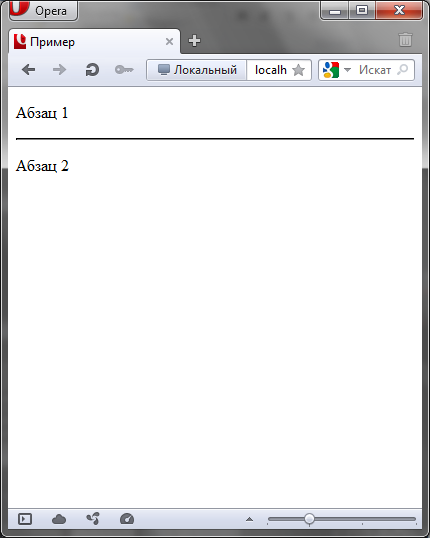 Opera
Пример
Локальный
localh
Искат
Абзац 1
Абзац 2